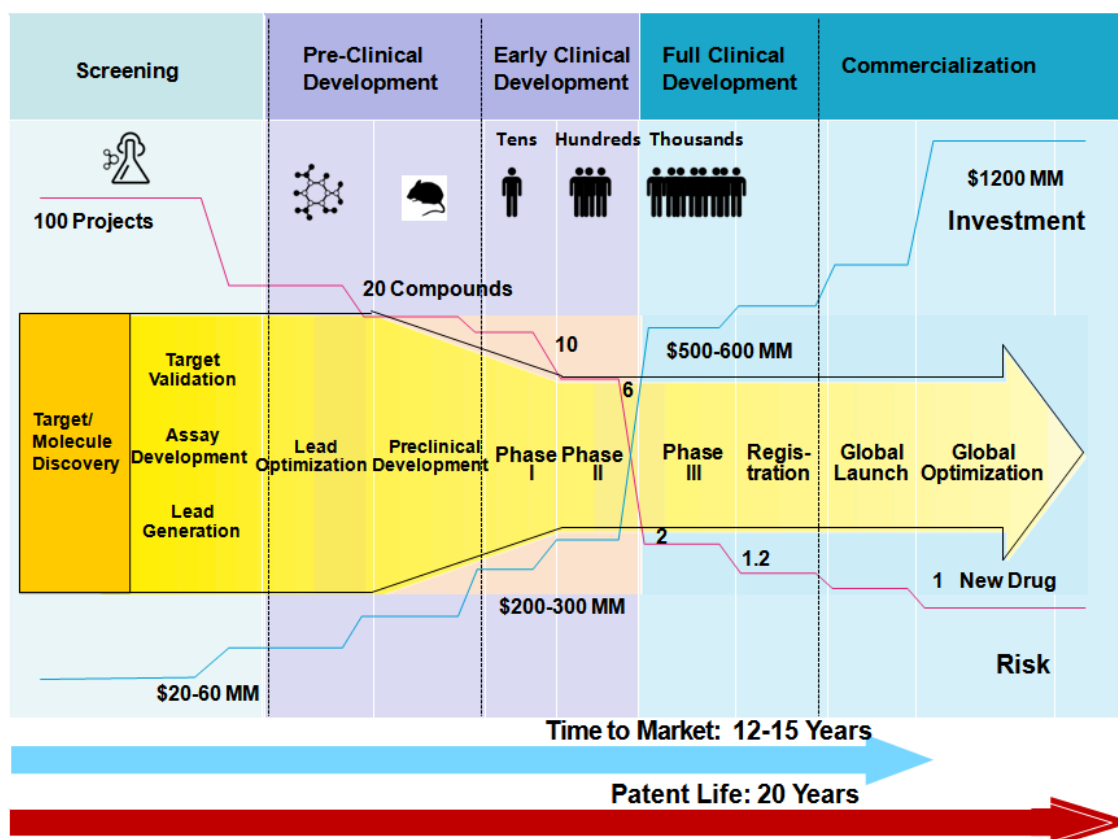 Screening
Pre-Clinical
Development
Early Clinical
Development
Full Clinical
Development
Commercialization
Tens
Hundreds
Thousands
100 Projects
$1200 MM
Investment
20 Compounds
10
$500-600 MM
6
Target/
Molecule
Discovery
Target
Validation
Assay
Development
Lead
Generation
Lead
Optimization
Preclinical
Development
Phase
I
Phase
II
Phase
III
Regis-
tration
Global
Launch
Global
Optimization
2
1.2
1 New Drug
$200-300 MM
Risk
$20-60 MM
Time to Market: 12-15 Years
Patent Life: 20 Years